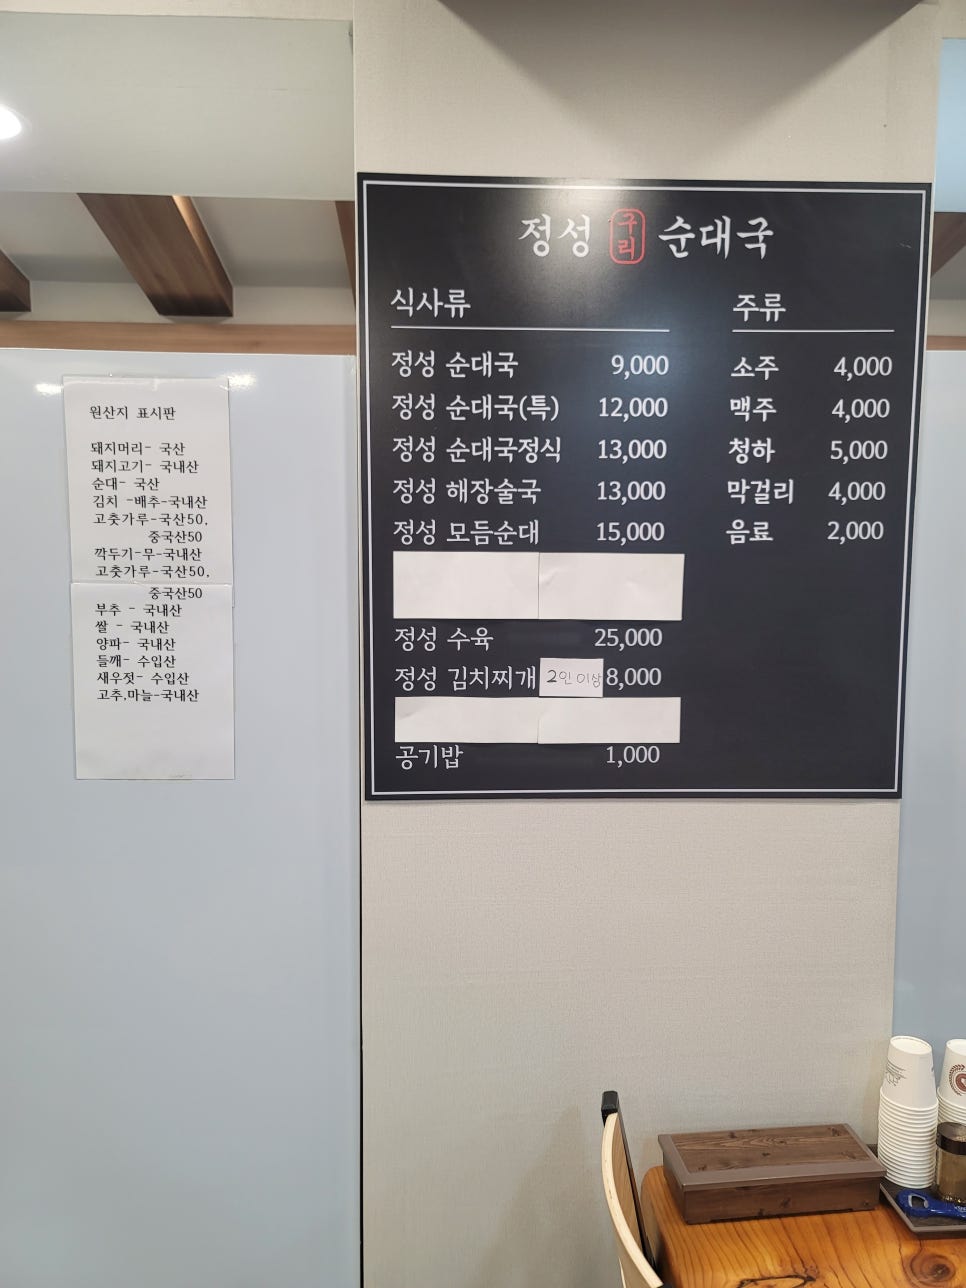 원산지 표시판
돼지머리- 국산
돼지고기- 국내산
순대- 국산
김치 -배추-국내산
고춧가루-국산50,
중국산50
깍두기-무-국내산
고춧가루-국산50,
중국산50
부추 - 국내산
쌀 - 국내산
양파- 국내산
들깨- 수입산
새우젓- 수입산
고추,마늘-국내산
정성 구리 순대국
식사류
정성 순대국 9,000
정성 순대국(특) 12,000
정성 순대국정식 13,000
정성 해장술국 13,000
정성 모듬순대 15,000
정성 수육 25,000
정성 김치찌개 2인 이상 8,000
공기밥 1,000
주류
소주 4,000
맥주 4,000
청하 5,000
막걸리 4,000
음료 2,000